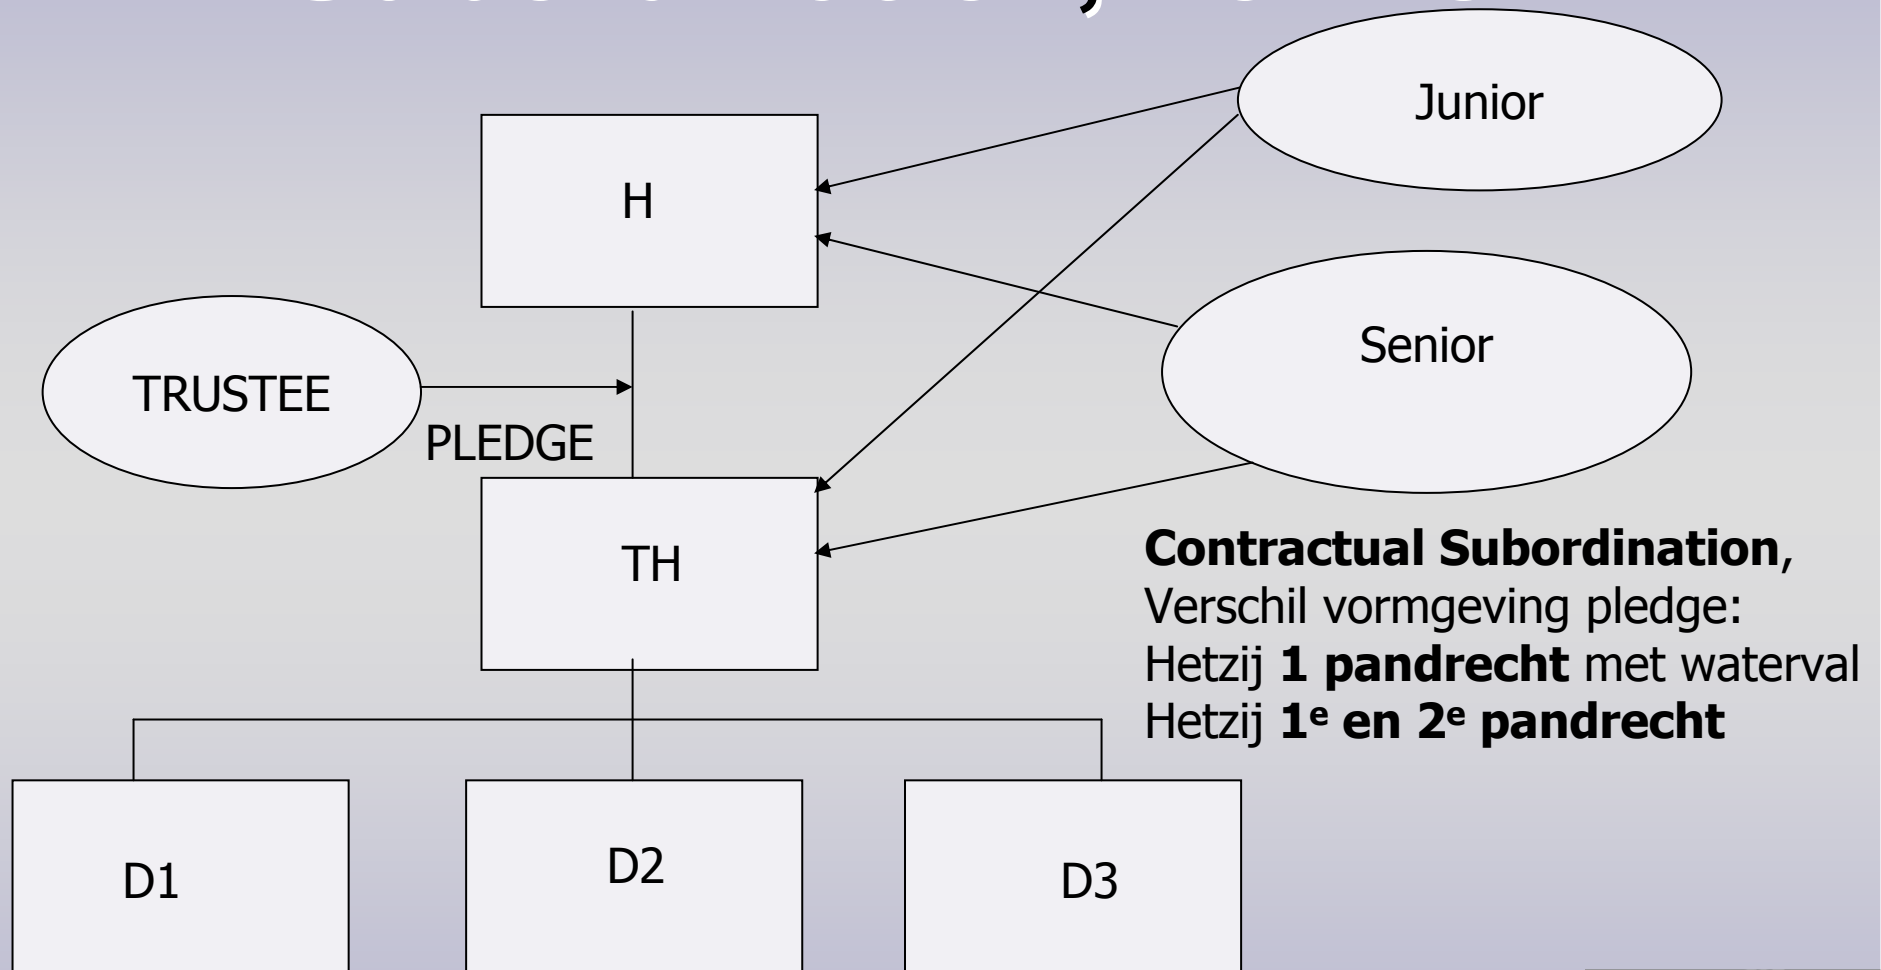 Junior
H
Senior
TRUSTEE
PLEDGE
TH
Contractual Subordination,
Verschil vormgeving pledge:
Hetzij 1 pandrecht met waterval
Hetzij 1e en 2e pandrecht
D1
D2
D3